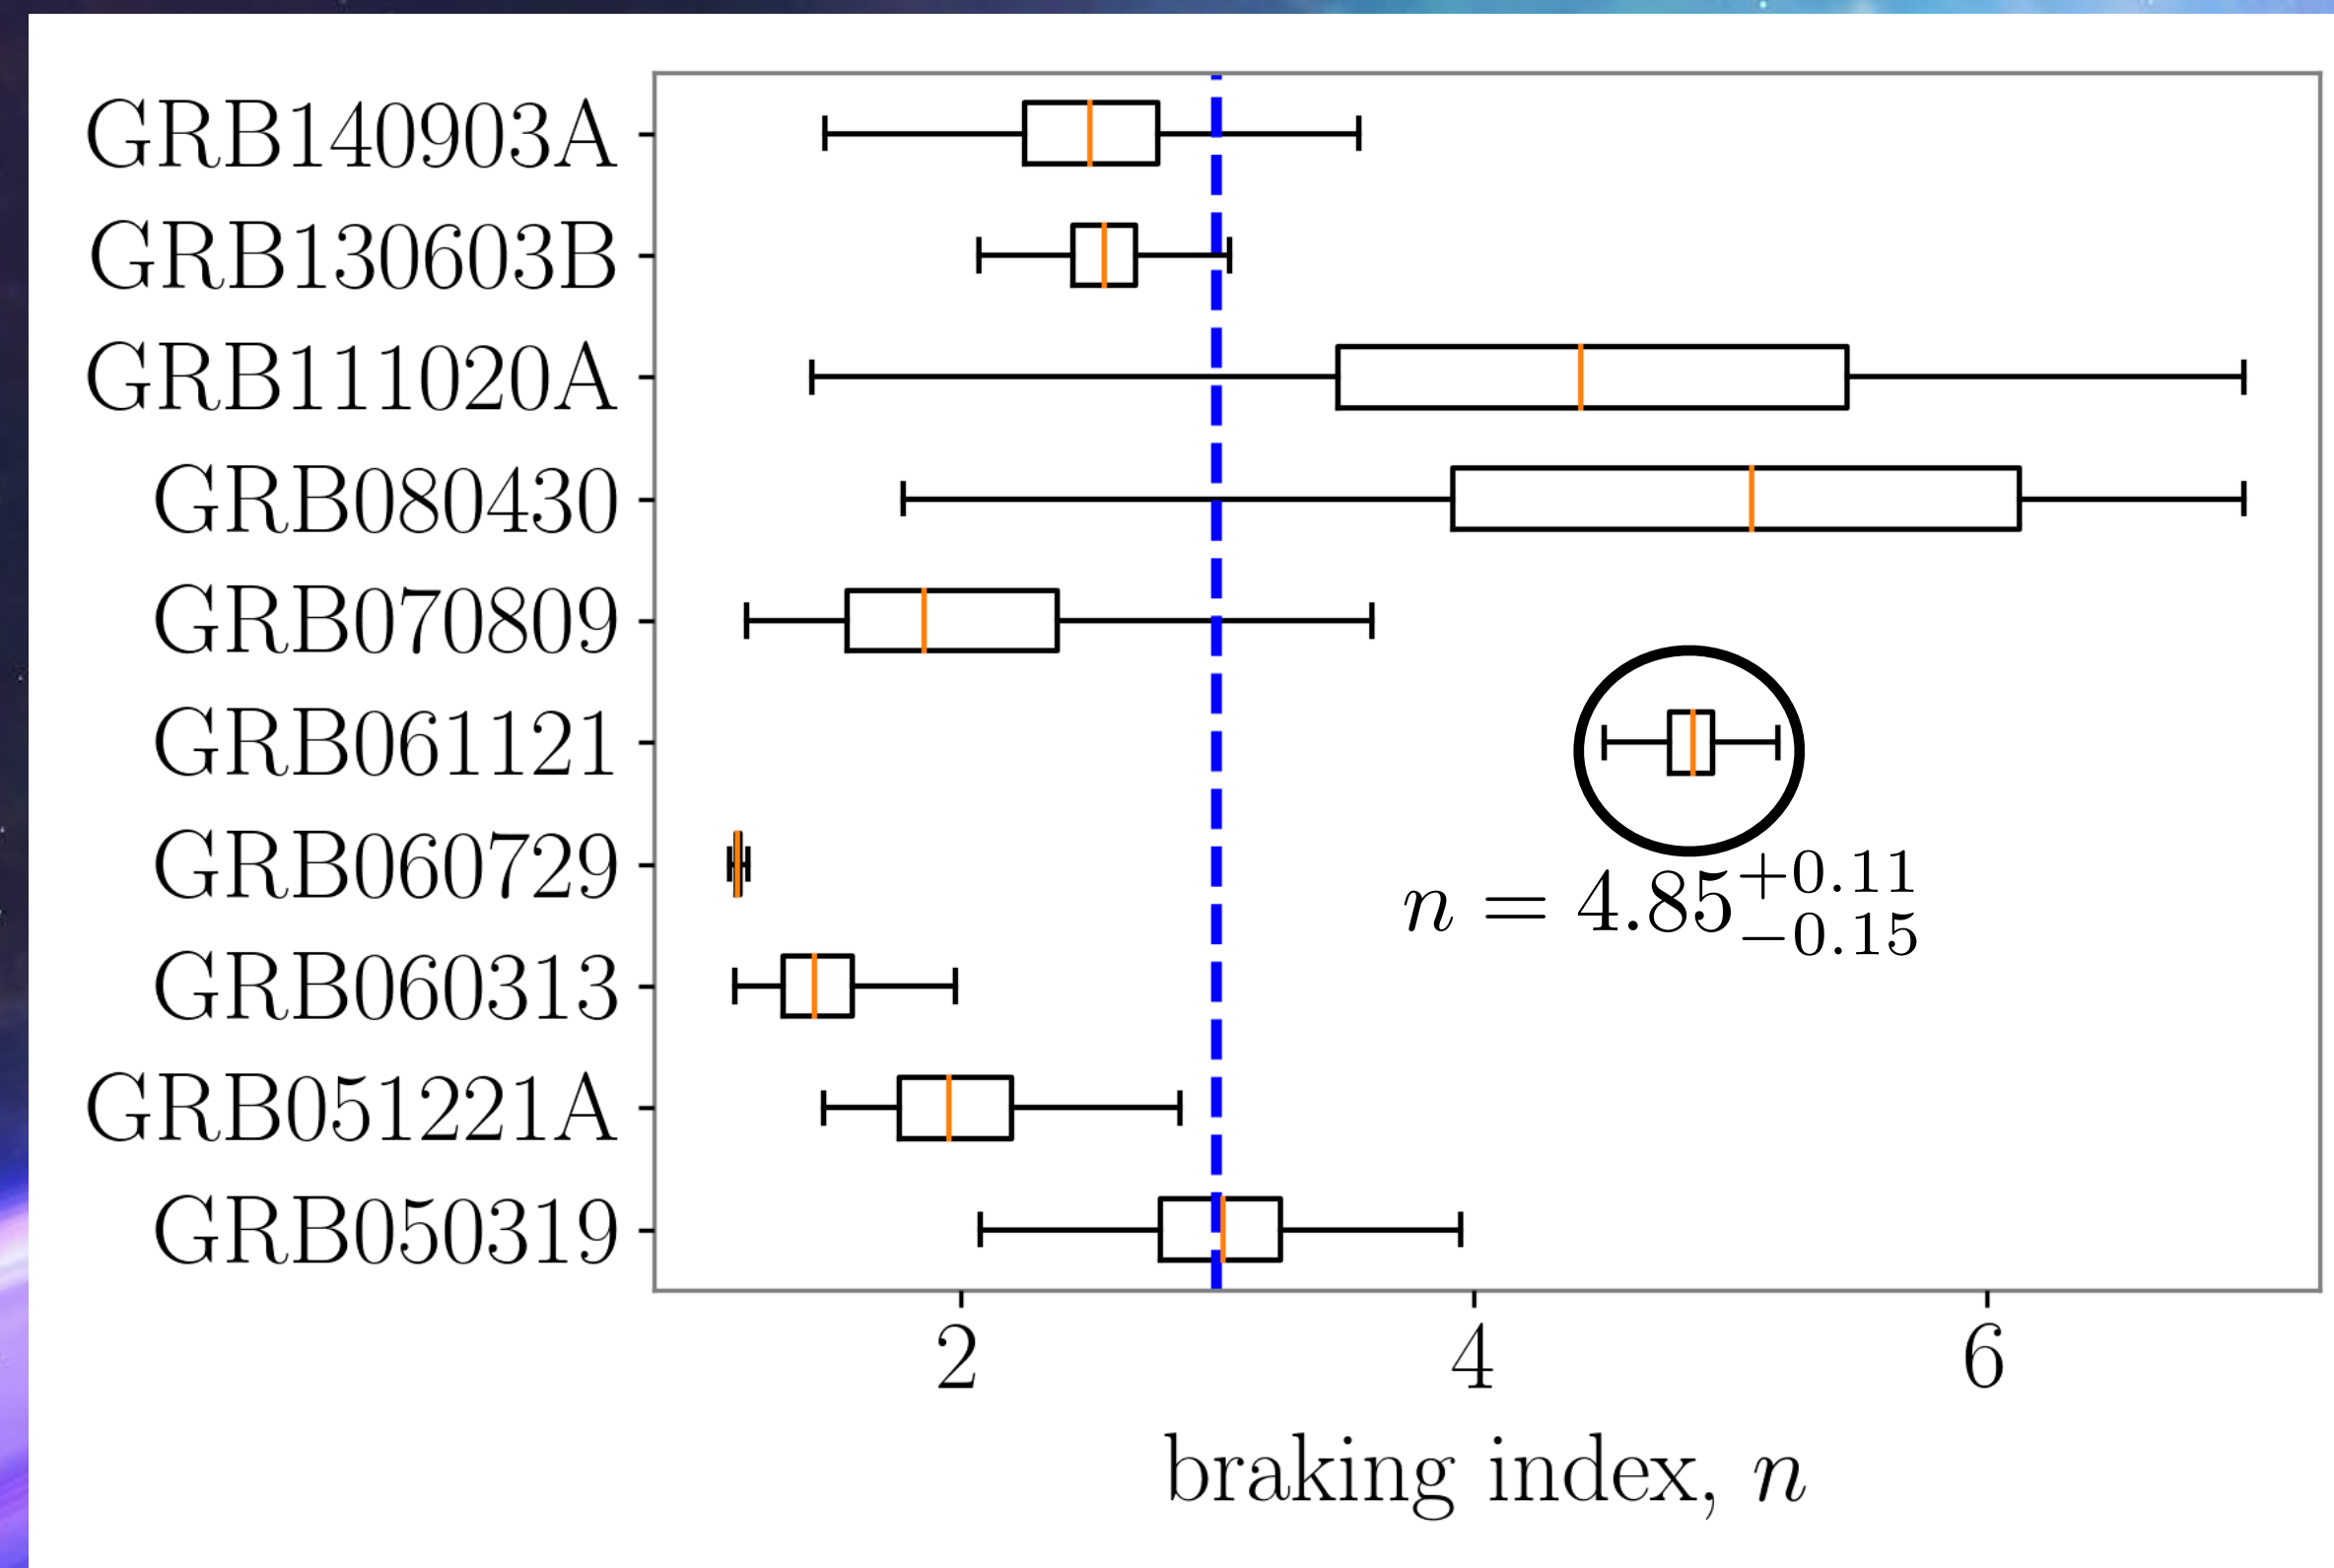 GRB140903A
GRB130603B
GRB111020A
GRB080430
GRB070809
GRB061121
GRB060729
n = 4.85+0.11−0.15
GRB060313
GRB051221A
GRB050319
2 4 6
braking index, n